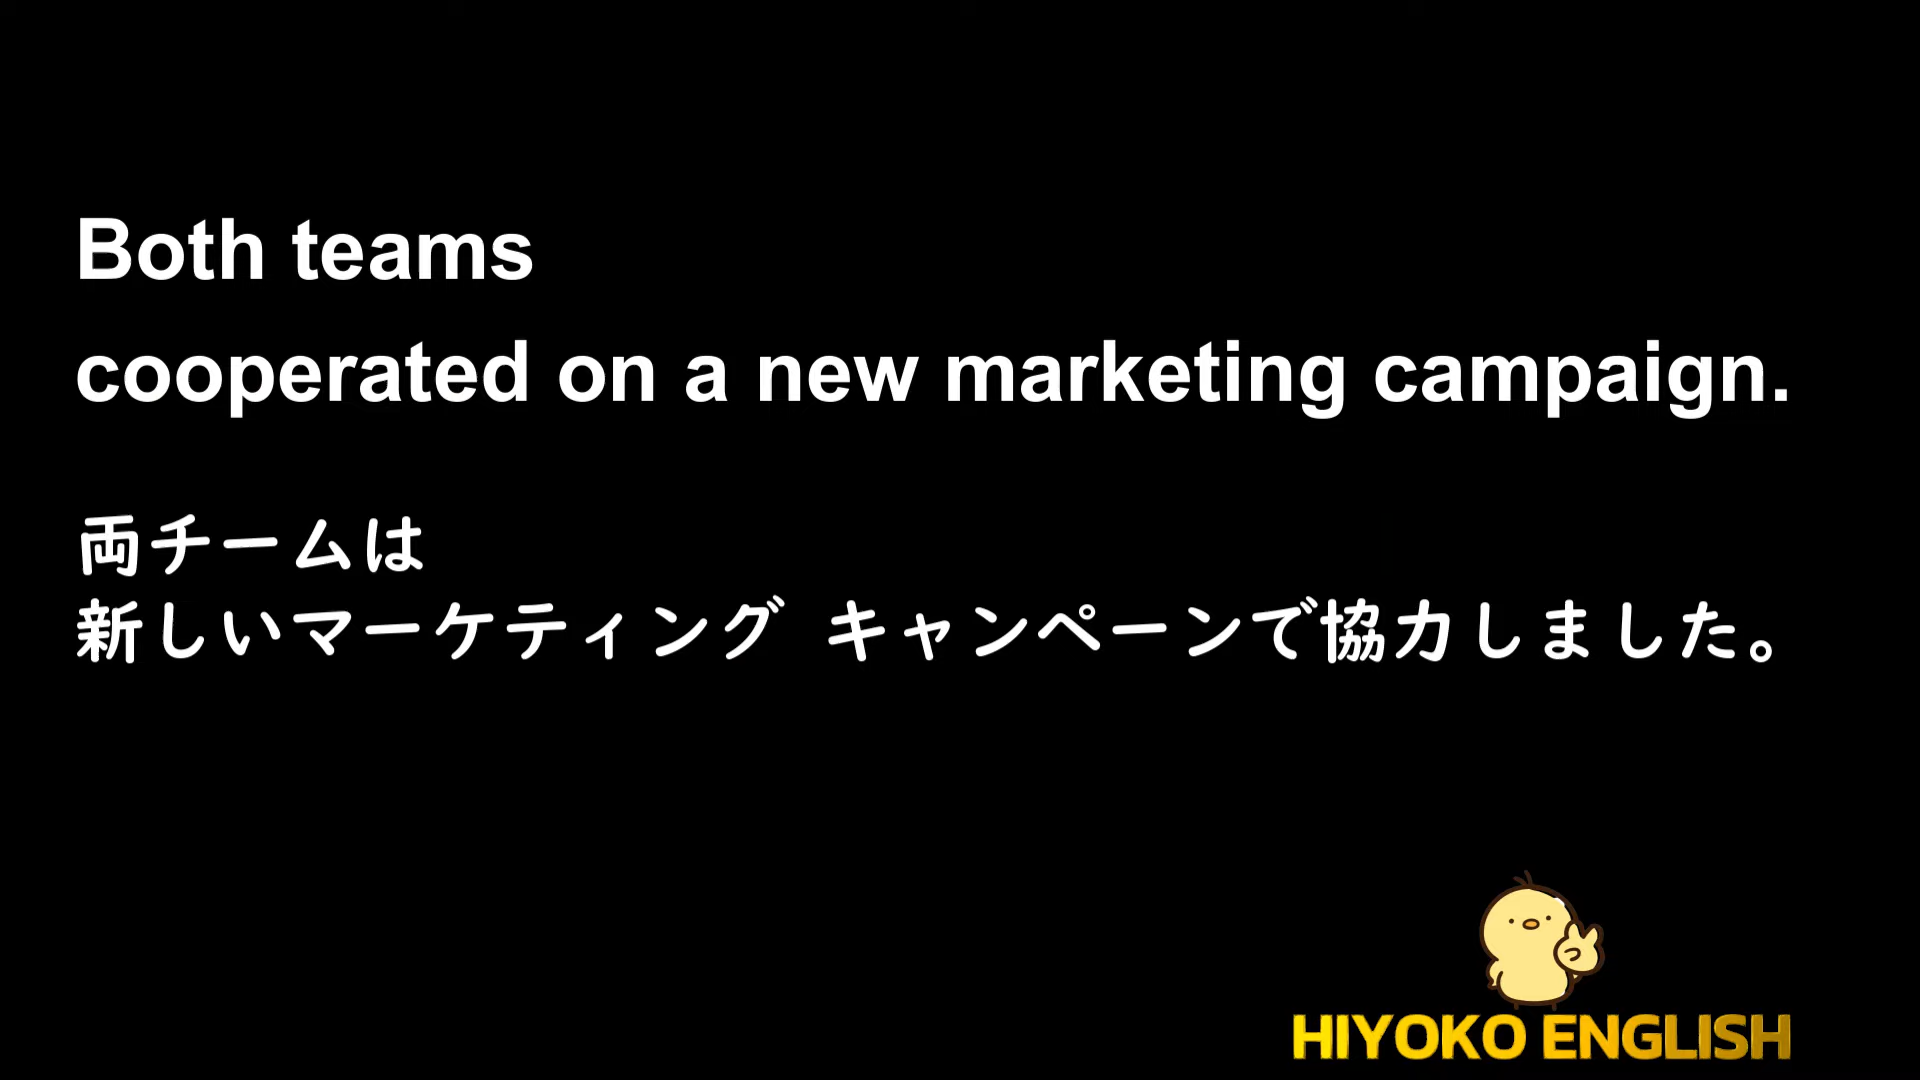 Both teams
cooperated on a new marketing campaign.
両チームは
新しいマーケティング キャンペーンで協力しました。
HIYOKO ENGLISH